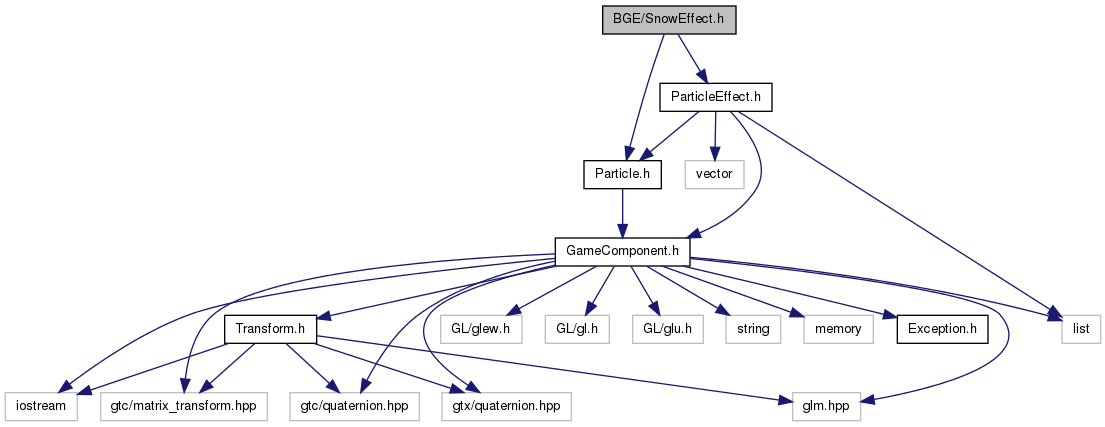 BGE/SnowEffect.h
ParticleEffect.h
Particle.h
vector
GameComponent.h
Transform.h
GL/glew.h
GL/gl.h
GL/glu.h
string
memory
Exception.h
list
iostream
gtc/matrix_transform.hpp
gtc/quaternion.hpp
gtx/quaternion.hpp
glm.hpp